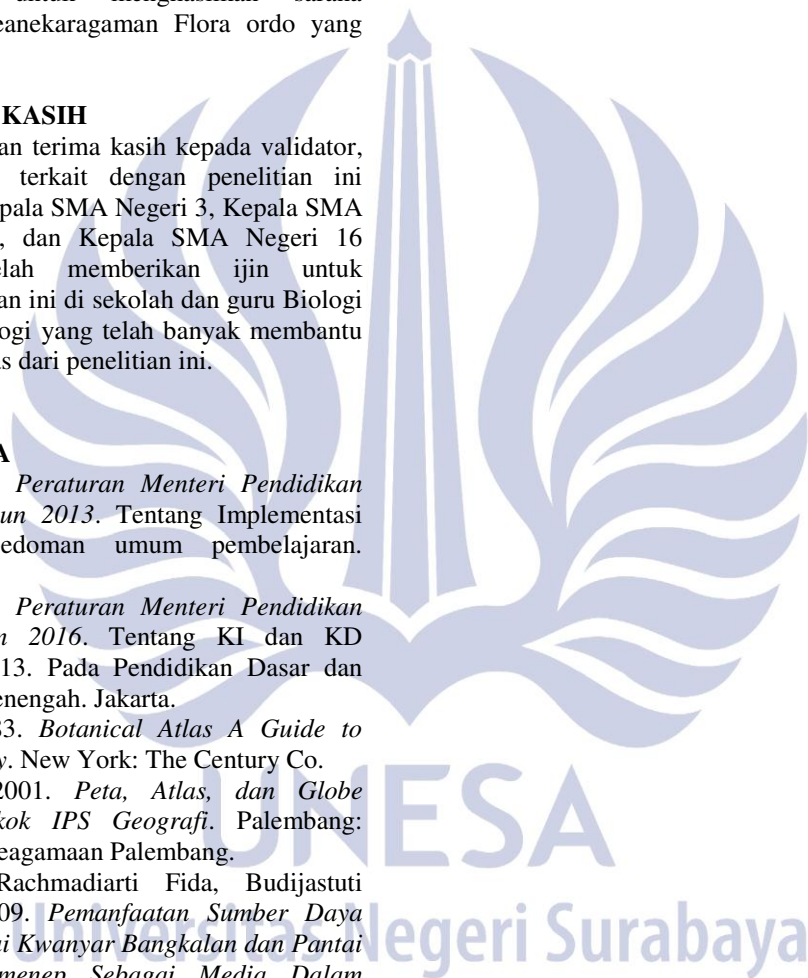 untuk menghasilkan sarana
eanekaragaman Flora ordo yang
KASIH
an terima kasih kepada validator,
terkait dengan penelitian ini
pala SMA Negeri 3, Kepala SMA
, dan Kepala SMA Negeri 16
elah memberikan ijin untuk
an ini di sekolah dan guru Biologi
ogi yang telah banyak membantu
s dari penelitian ini.
A
Peraturan Menteri Pendidikan
un 2013. Tentang Implementasi
edoman umum pembelajaran.
Peraturan Menteri Pendidikan
n 2016. Tentang KI dan KD
13. Pada Pendidikan Dasar dan
enengah. Jakarta.
83. Botanical Atlas A Guide to
y. New York: The Century Co.
2001. Peta, Atlas, dan Globe
kok IPS Geografi. Palembang:
eagamaan Palembang.
Rachmadiarti Fida, Budijastuti
09. Pemanfaatan Sumber Daya
ai Kwanyar Bangkalan dan Pantai
menep Sebagai Media Dalam
UNESA
Universitas Negeri Surabaya